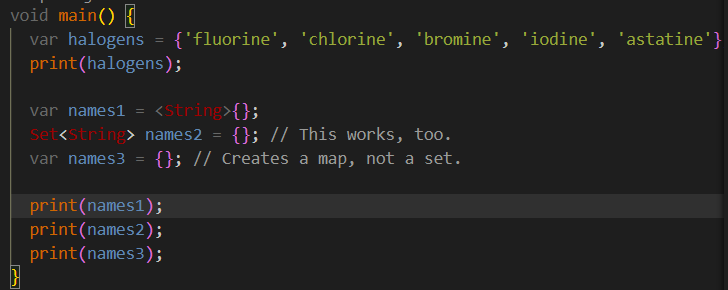 void main() {
  var halogens = {'fluorine', 'chlorine', 'bromine', 'iodine', 'astatine'}
  print(halogens);

  var names1 = <String>{};
  Set<String> names2 = {}; // This works, too.
  var names3 = {}; // Creates a map, not a set.

  print(names1);
  print(names2);
  print(names3);
}